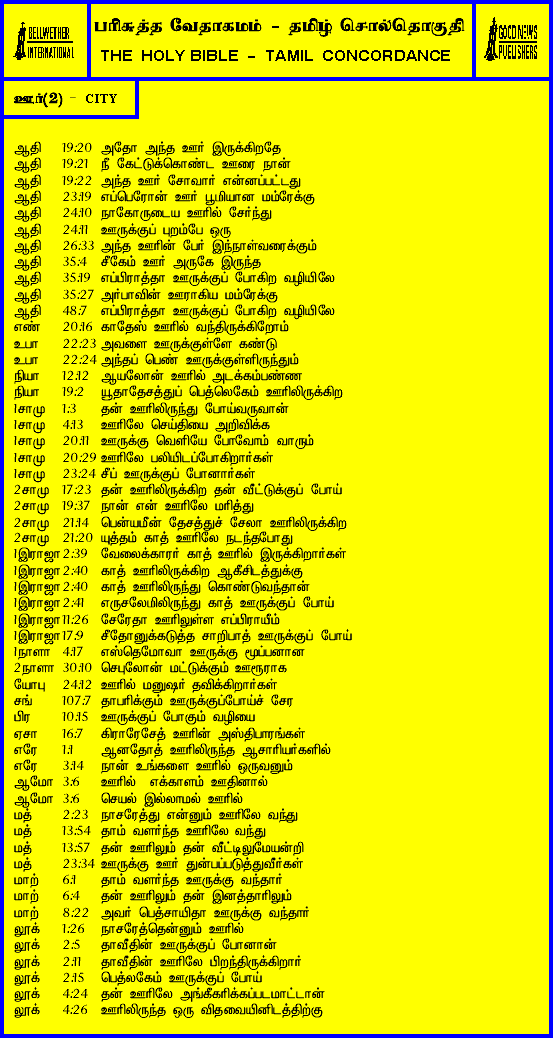 BELLWETHER
INTERNATIONAL
பரிசுத்த வேதாகமம் - தமிழ் சொல்தொகுதி
THE HOLY BIBLE - TAMIL CONCORDANCE
GOOD NEWS
PUBLISHERS
ஊர்(2) - CITY
ஆதி 19:20 அதோ அந்த ஊர் இருக்கிறதே
ஆதி 19:21 நீ கேட்டுக்கொண்ட ஊரை நான்
ஆதி 19:22 அந்த ஊர் சோவார் என்னப்பட்டது
ஆதி 23:19 எப்பெரோன் ஊர் பூமியான மம்ரேக்கு
ஆதி 24:10 நாகோருடைய ஊரில் சேர்ந்து
ஆதி 24:11 ஊருக்குப் புறம்பே ஒரு
ஆதி 26:33 அந்த ஊரின் பேர் இந்நாள்வரைக்கும்
ஆதி 35:4 சீகேம் ஊர் அருகே இருந்த
ஆதி 35:19 எப்பிராத்தா ஊருக்குப் போகிற வழியிலே
ஆதி 35:27 அர்பாவின் ஊராகிய மம்ரேக்கு
ஆதி 48:7 எப்பிராத்தா ஊருக்குப் போகிற வழியிலே
எண் 20:16 காதேஸ் ஊரில் வந்திருக்கிறோம்
உபா 22:23 அவளை ஊருக்குள்ளே கண்டு
உபா 22:24 அந்தப் பெண் ஊருக்குள்ளிருந்தும்
நியா 12:12 ஆயலோன் ஊரில் அடக்கம்பண்ண
நியா 19:2 யூதாதேசத்துப் பெத்லெகேம் ஊரிலிருக்கிற
1சாமு 1:3 தன் ஊரிலிருந்து போய்வருவான்
1சாமு 4:13 ஊரிலே செய்தியை அறிவிக்க
1சாமு 20:11 ஊருக்கு வெளியே போவோம் வாரும்
1சாமு 20:29 ஊரிலே பலியிடப்போகிறார்கள்
1சாமு 23:24 சீப் ஊருக்குப் போனார்கள்
2சாமு 17:23 தன் ஊரிலிருக்கிற தன் வீட்டுக்குப் போய்
2சாமு 19:37 நான் என் ஊரிலே மரித்து
2சாமு 21:14 பென்யமீன் தேசத்துச் சேலா ஊரிலிருக்கிற
2சாமு 21:20 யுத்தம் காத் ஊரிலே நடந்தபோது
1இராஜா 2:39 வேலைக்காரர் காத் ஊரில் இருக்கிறார்கள்
1இராஜா 2:40 காத் ஊரிலிருக்கிற ஆகீசிடத்துக்கு
1இராஜா 2:40 காத் ஊரிலிருந்து கொண்டுவந்தான்
1இராஜா 2:41 எருசலேமிலிருந்து காத் ஊருக்குப் போய்
1இராஜா 11:26 சேரேதா ஊரிலுள்ள எப்பிராயீம்
1இராஜா 17:9 சீதோனுக்கடுத்த சாறிபாத் ஊருக்குப் போய்
1நாளா 4:17 எஸ்தெமோவா ஊருக்கு மூப்பனான
2நாளா 30:10 செபுலோன் மட்டுக்கும் ஊரூராக
யோபு 24:12 ஊரில் மனுஷர் தவிக்கிறார்கள்
சங் 107:7 தாபரிக்கும் ஊருக்குப்போய்ச் சேர
பிர 10:15 ஊருக்குப் போகும் வழியை
ஏசா 16:7 கிராரேசேத் ஊரின் அஸ்திபாரங்கள்
எரே 1:1 ஆனதோத் ஊரிலிருந்த ஆசாரியர்களில்
எரே 3:14 நான் உங்களை ஊரில் ஒருவனும்
ஆமோ 3:6 ஊரில் எக்காளம் ஊதினால்
ஆமோ 3:6 செயல் இல்லாமல் ஊரில்
மத் 2:23 நாசரேத்து என்னும் ஊரிலே வந்து
மத் 13:54 தாம் வளர்ந்த ஊரிலே வந்து
மத் 13:57 தன் ஊரிலும் தன் வீட்டிலுமேயன்றி
மத் 23:34 ஊருக்கு ஊர் துன்பப்படுத்துவீர்கள்
மாற் 6:1 தாம் வளர்ந்த ஊருக்கு வந்தார்
மாற் 6:4 தன் ஊரிலும் தன் இனத்தாரிலும்
மாற் 8:22 அவர் பெத்சாயிதா ஊருக்கு வந்தார்
லூக் 1:26 நாசரேத்தென்னும் ஊரில்
லூக் 2:5 தாவீதின் ஊருக்குப் போனான்
லூக் 2:11 தாவீதின் ஊரிலே பிறந்திருக்கிறார்
லூக் 2:15 பெத்லகேம் ஊருக்குப் போய்
லூக் 4:24 தன் ஊரிலே அங்கீகரிக்கப்படமாட்டான்
லூக் 4:26 ஊரிலிருந்த ஒரு விதவையினிடத்திற்கு